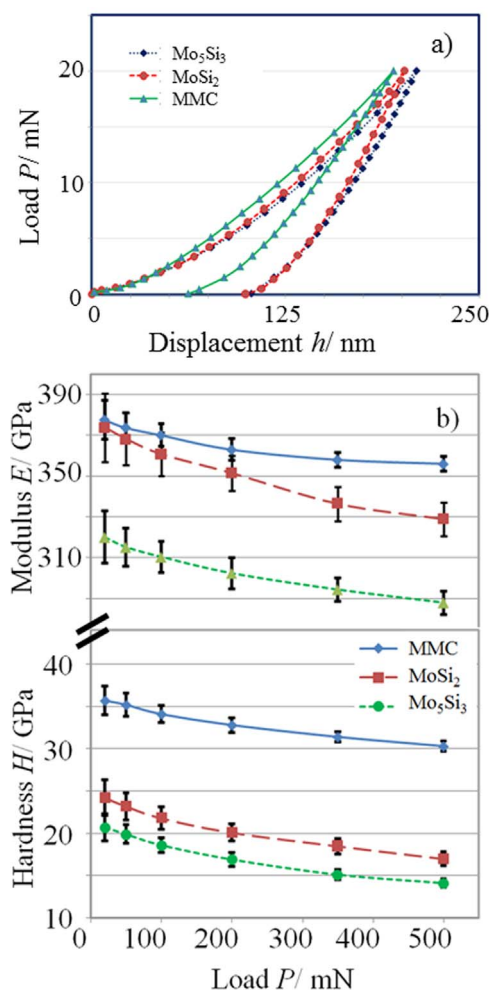 a)
Mo5Si3
MoSi2
MMC
Load P/ mN
20
10
0
0 125 250
Displacement h/ nm
b)
Modulus E/ GPa
390
350
310
MMC
MoSi2
Mo5Si3
Hardness H/ GPa
40
30
20
10
0 100 200 300 400 500
Load P/ mN